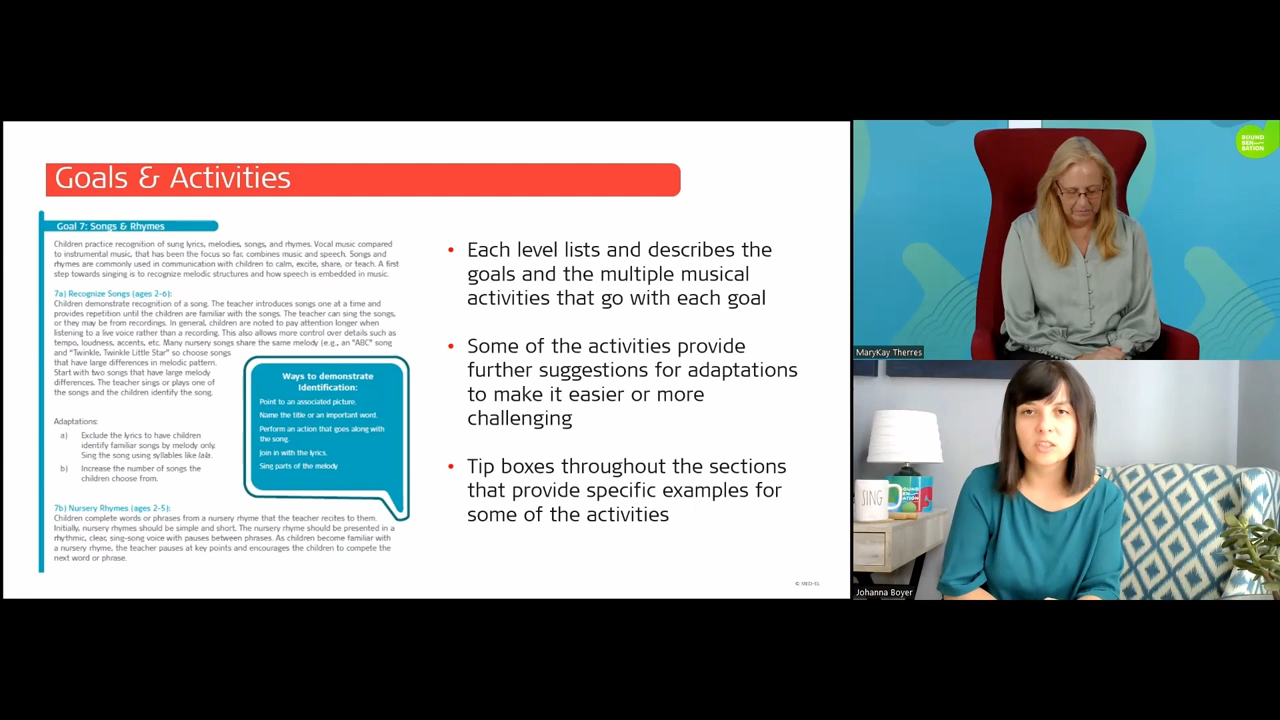 Goals & Activities
Goal 7: Songs & Rhymes
Children practice recognition of sung lyrics, melodies, songs, and rhymes. Vocal music compared
to instrumental music, that has been the focus so far, combines music and speech. Songs and
rhymes are commonly used in communication with children to calm, excite, share, or teach. A first
step towards singing is to recognize melodic structures and how speech is embedded in music.
7a) Recognize Songs (ages 2-6):
Children demonstrate recognition of a song. The teacher introduces songs one at a time and
provides repetition until the children are familiar with the songs. The teacher can sing the songs,
or they may be from recordings. In general, children are noted to pay attention longer when
listening to a live voice rather than a recording. This also allows more control over details such as
tempo, loudness, accents, etc. Many nursery songs share the same melody (e.g., an "ABC" song
and "Twinkle, Twinkle Little Star" so choose songs
that have large differences in melodic pattern.
Start with two songs that have large melody
differences. The teacher sings or plays one of
the songs and the children identify the song.
Adaptations:
a) Exclude the lyrics to have children
identify familiar songs by melody only.
Sing the song using syllables like lala.
b) Increase the number of songs the
children choose from.
Ways to demonstrate
Identification:
Point to an associated picture.
Name the title or an important word.
Perform an action that goes along with
the song.
Join in with the lyrics.
Sing parts of the melody
7b) Nursery Rhymes (ages 2-5):
Children complete words or phrases from a nursery rhyme that the teacher recites to them.
Initially, nursery rhymes should be simple and short. The nursery rhyme should be presented in a
rhythmic, clear, sing-song voice with pauses between phrases. As children become familiar with
a nursery rhyme, the teacher pauses at key points and encourages the children to compete the
next word or phrase.
• Each level lists and describes the
goals and the multiple musical
activities that go with each goal
• Some of the activities provide
further suggestions for adaptations
to make it easier or more
challenging
• Tip boxes throughout the sections
that provide specific examples for
some of the activities
© MED-EL
MaryKay Therres
SOUND
SEN
SATION
SING
Johanna Boyer